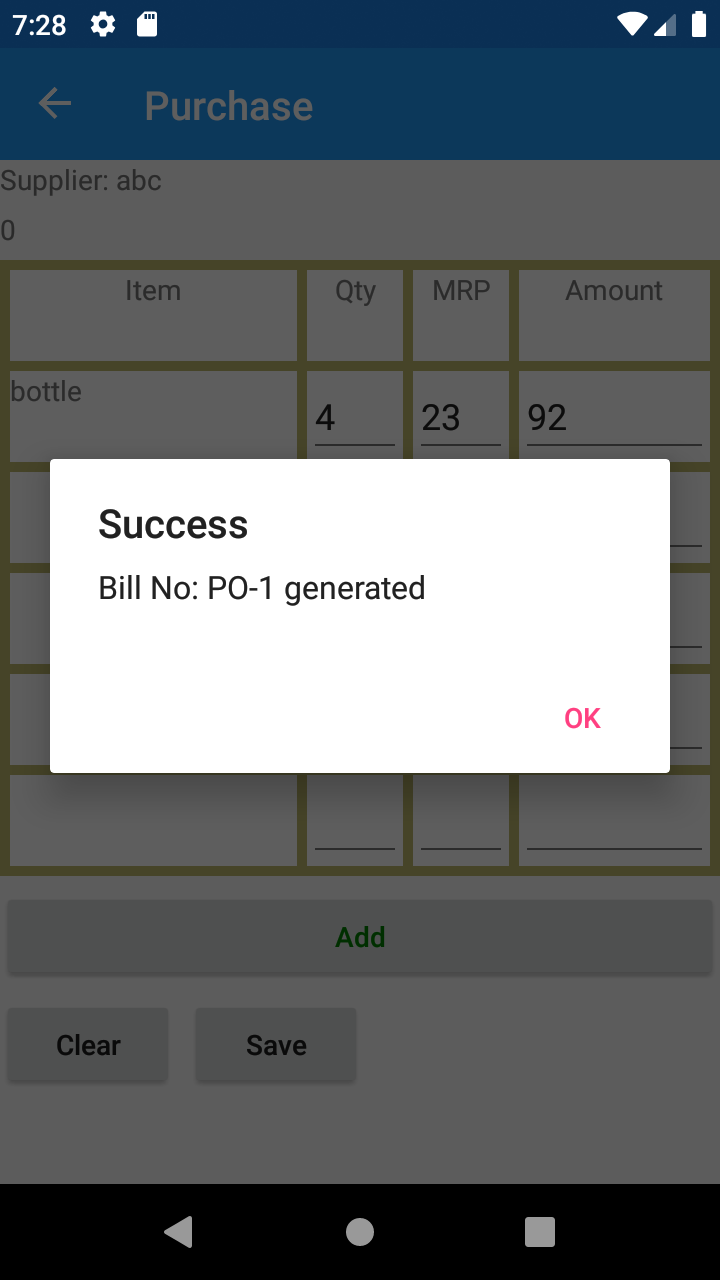 7:28
Purchase
Supplier: abc
0
Item Qty MRP Amount
bottle 4 23 92
Success
Bill No: PO-1 generated
OK
Add
Clear Save